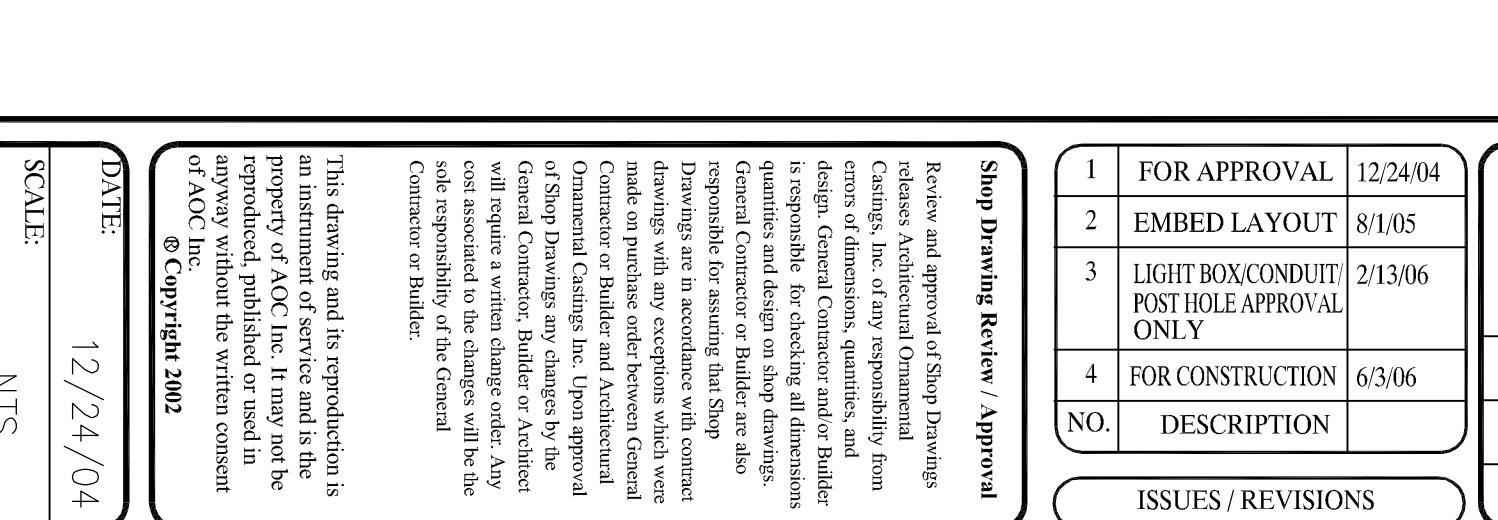 1 FOR APPROVAL 12/24/04
2 EMBED LAYOUT 8/1/05
3 LIGHT BOX/CONDUIT/ 2/13/06
POST HOLE APPROVAL
ONLY
4 FOR CONSTRUCTION 6/3/06
NO. DESCRIPTION
ISSUES / REVISIONS
Shop Drawing Review / Approval
Review and approval of Shop Drawings
releases Architectural Ornamental
Castings, Inc. of any responsibility from
errors of dimensions, quantities, and
design. General Contractor and/or Builder
is responsible for checking all dimensions
quantities and design on shop drawings.
General Contractor or Builder are also
responsible for assuring that Shop
Drawings are in accordance with contract
drawings with any exceptions which were
made on purchase order between General
Contractor or Builder and Architectural
Ornamental Castings Inc. Upon approval
of Shop Drawings any changes by the
General Contractor, Builder or Architect
will require a written change order. Any
cost associated to the changes will be the
sole responsibility of the General
Contractor or Builder.
This drawing and its reproduction is
an instrument of service and is the
property of AOC Inc. It may not be
reproduced, published or used in
anyway without the written consent
of AOC Inc.
® Copyright 2002
DATE: 12/24/04
SCALE: NTS